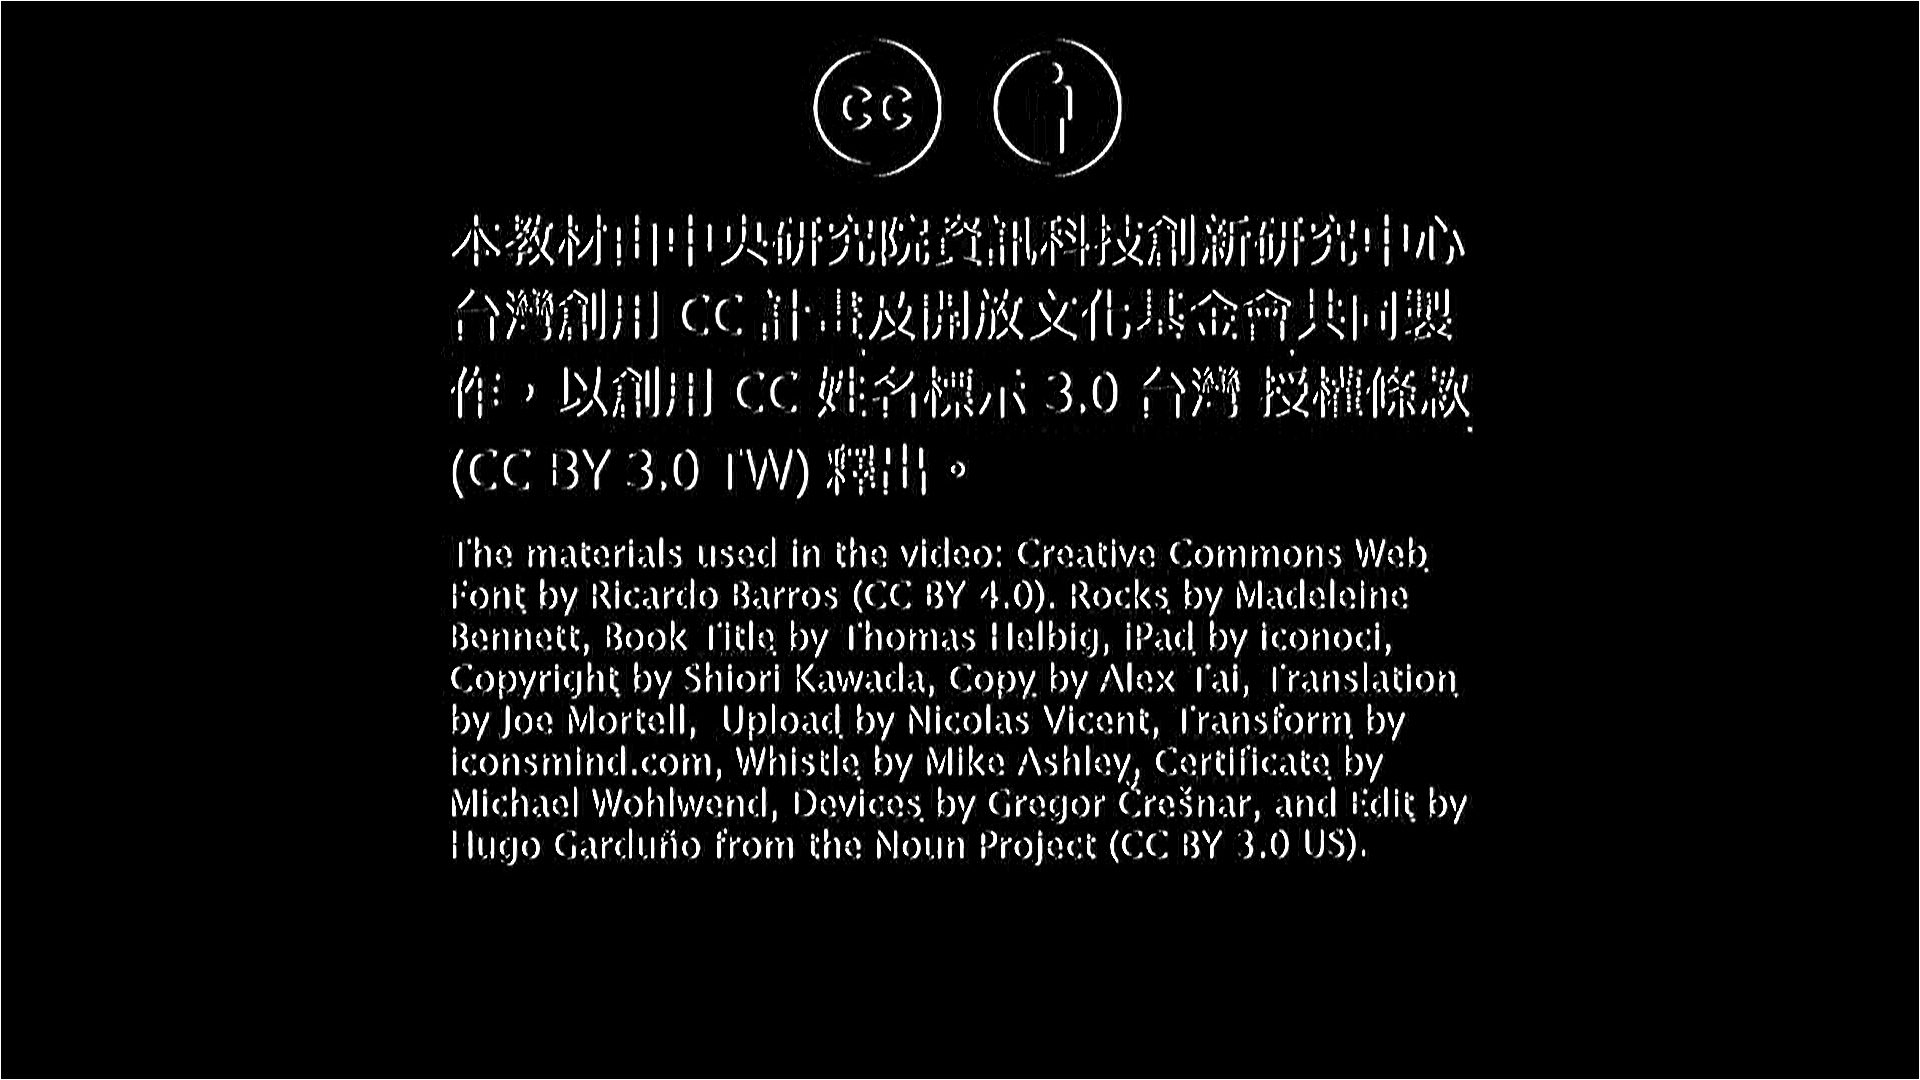 cc
本教材由中央研究院資訊科技創新研究中心
台灣創用 CC 計畫及開放文化基金會共同製
作,以創用 CC 姓名標示 3.0 台灣 授權條款
(CC BY 3.0 TW) 釋出。
The materials used in the video: Creative Commons Web
Font by Ricardo Barros (CC BY 4.0). Rocks by Madeleine
Bennett, Book Title by Thomas Helbig, iPad by iconoci,
Copyright by Shiori Kawada, Copy by Alex Tai, Translation
by Joe Mortell,  Upload by Nicolas Vicent, Transform by
iconsmind.com, Whistle by Mike Ashley, Certificate by
Michael Wohlwend, Devices by Gregor Črešnar, and Edit by
Hugo Garduño from the Noun Project (CC BY 3.0 US).